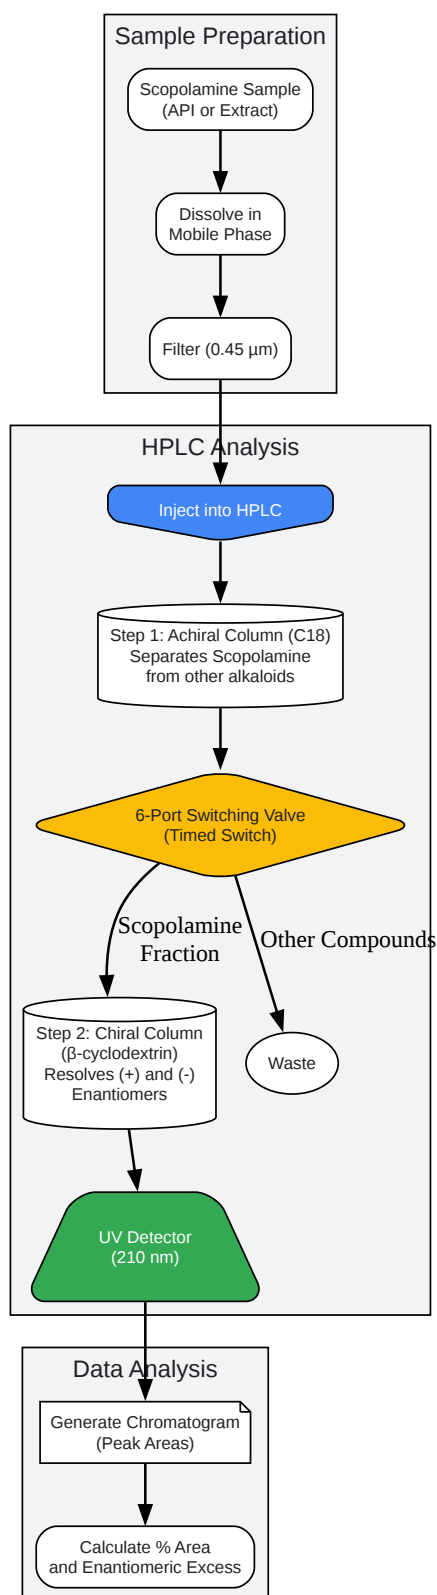 Sample Preparation
Scopolamine Sample
(API or Extract)
Dissolve in
Mobile Phase
Filter (0.45 µm)
HPLC Analysis
Inject into HPLC
Step 1: Achiral Column (C18)
Separates Scopolamine
from other alkaloids
6-Port Switching Valve
(Timed Switch)
Scopolamine
Fraction
Other Compounds
Step 2: Chiral Column
(β-cyclodextrin)
Resolves (+) and (-)
Enantiomers
Waste
UV Detector
(210 nm)
Data Analysis
Generate Chromatogram
(Peak Areas)
Calculate % Area
and Enantiomeric Excess